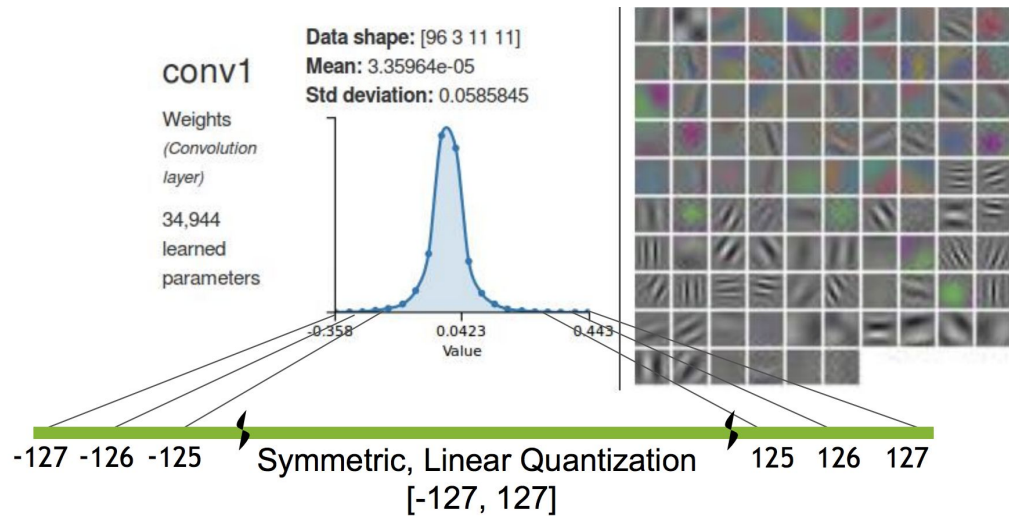 conv1
Weights
(Convolution
layer)
34,944
learned
parameters
Data shape: [96 3 11 11]
Mean: 3.35964e-05
Std deviation: 0.0585845
-0.358 0.0423 0.443
Value
-127 -126 -125 125 126 127
Symmetric, Linear Quantization
[-127, 127]